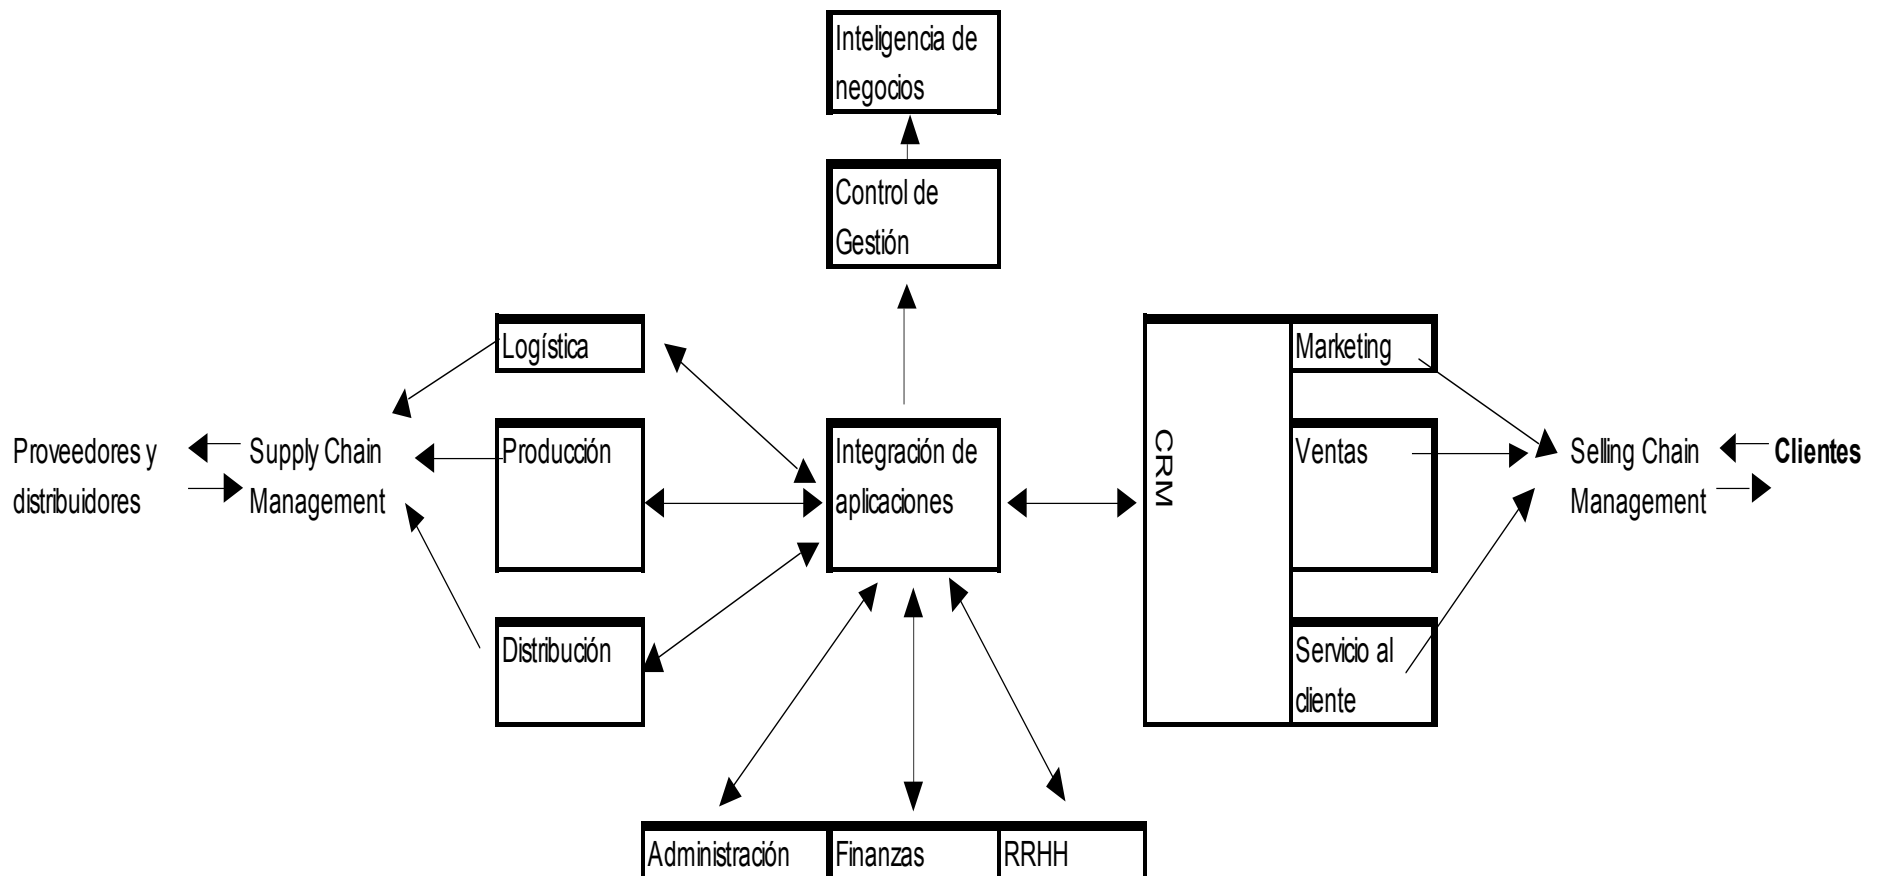 Inteligencia de
negocios
Control de
Gestión
Logística
Marketing
Proveedores y
distribuidores
Supply Chain
Management
Producción
Integración de
aplicaciones
CRM
Ventas
Selling Chain
Management
Clientes
Distribución
Servicio al
cliente
Administración
Finanzas
RRHH